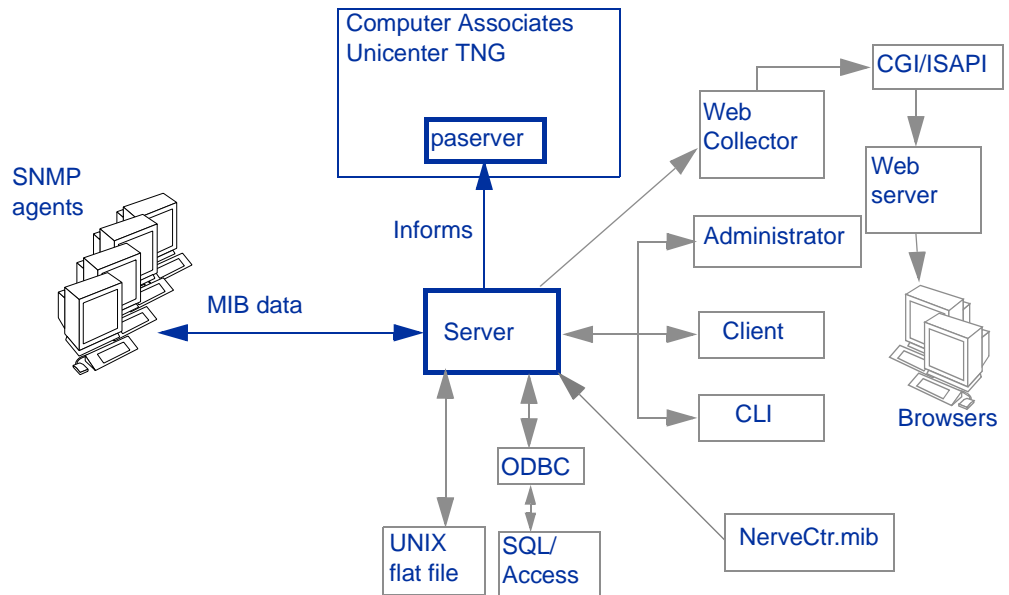 Computer Associates
Unicenter TNG
paserver
CGI/ISAPI
Web
Collector
Web
server
SNMP
agents
Informs
Administrator
MIB data
Server
Client
CLI
Browsers
ODBC
UNIX
flat file
SQL/
Access
NerveCtr.mib